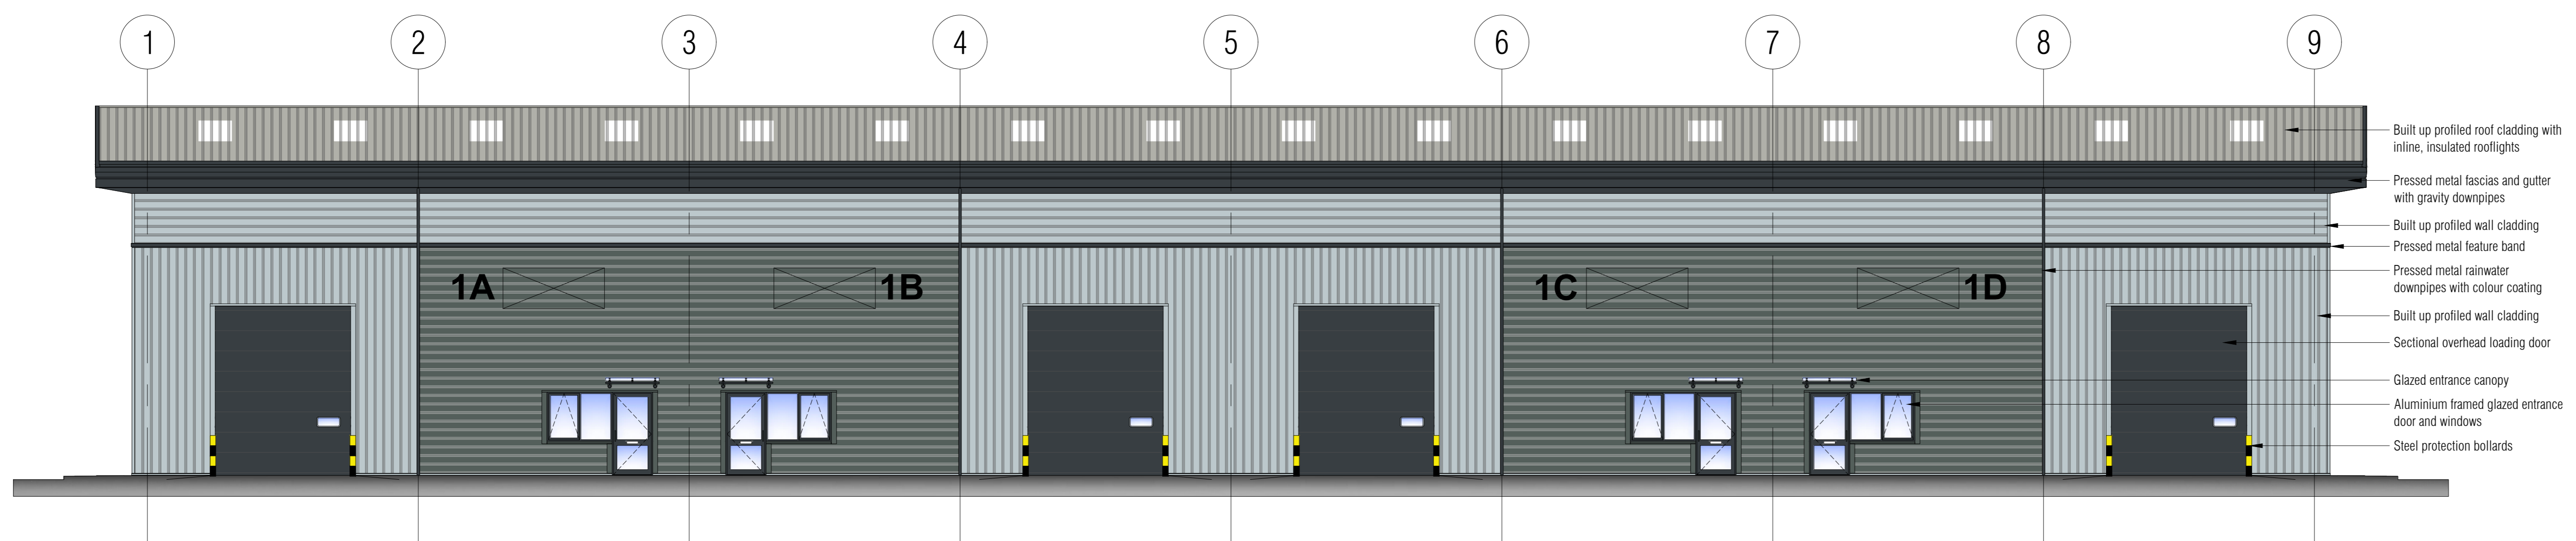 1 2 3 4 5 6 7 8 9
Built up profiled roof cladding with
inline, insulated rooflights
Pressed metal fascias and gutter
with gravity downpipes
Built up profiled wall cladding
Pressed metal feature band
Pressed metal rainwater
downpipes with colour coating
1A 1B 1C 1D
Built up profiled wall cladding
Sectional overhead loading door
Glazed entrance canopy
Aluminium framed glazed entrance
door and windows
Steel protection bollards